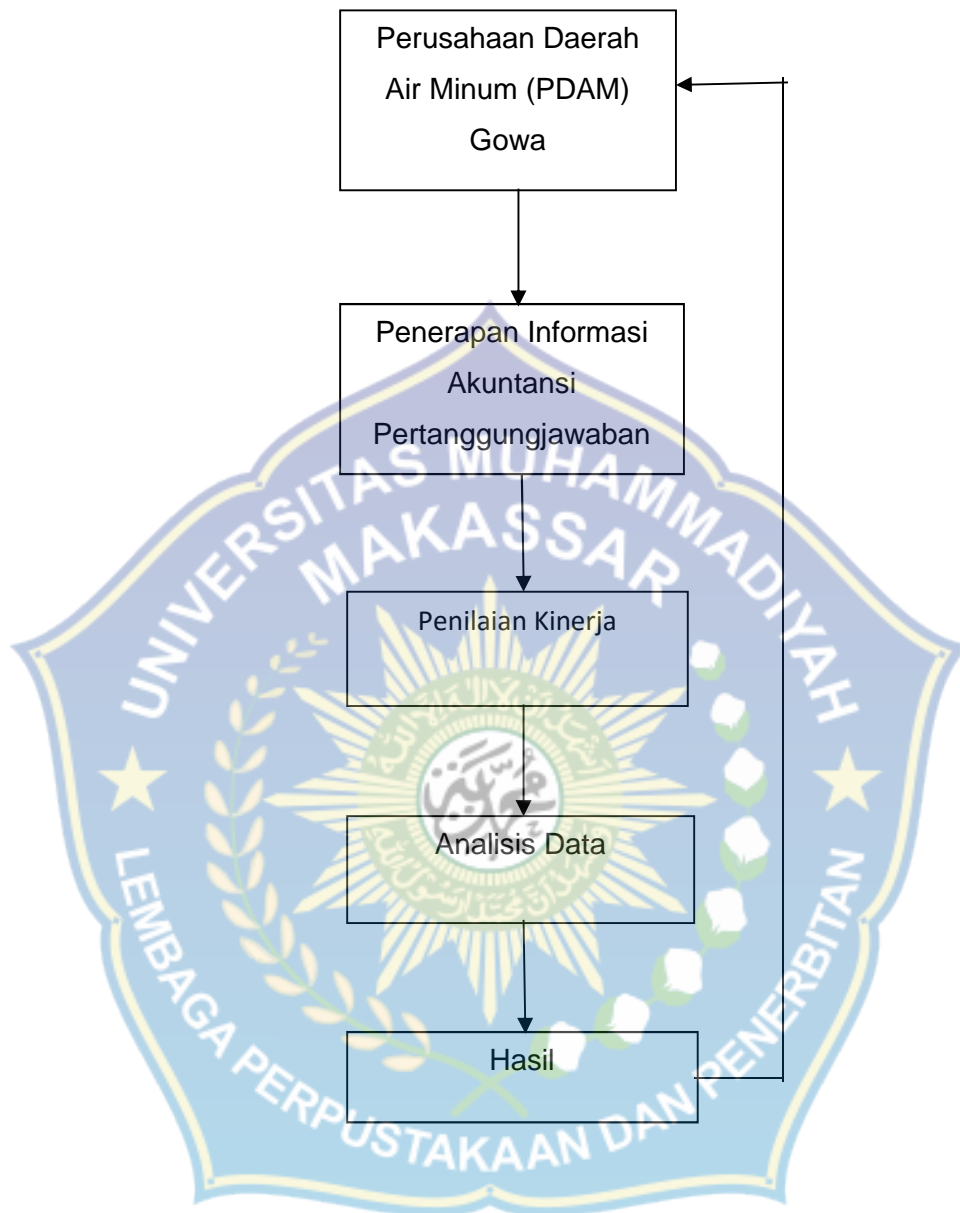 Perusahaan Daerah
Air Minum (PDAM)
Gowa
Penerapan Informasi
Akuntansi
Pertanggungjawaban
UNIVERSITAS MUHAMMADIYAH
MAKASSAR
Penilaian Kinerja
Analisis Data
Hasil
LEMBAGA PERPUSTAKAAN DAN PENERBITAN